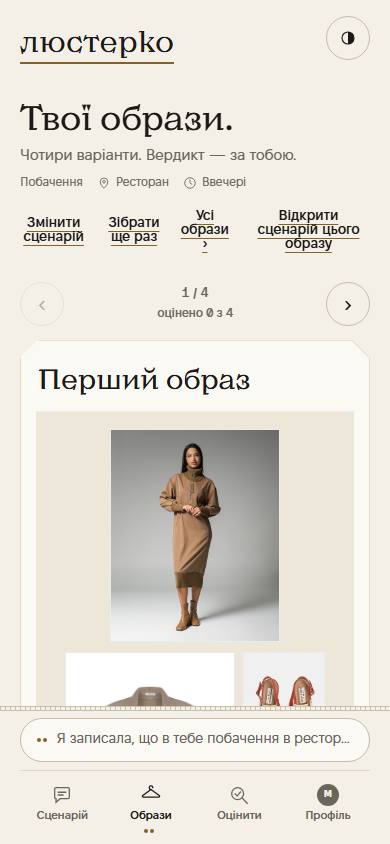 люстерко
Твої образи.
Чотири варіанти. Вердикт — за тобою.
Побачення Ресторан Ввечері
Змінити
сценарій
Зібрати
ще раз
Усі
образи
›
Відкрити
сценарій цього
образу
‹
1 / 4
оцінено 0 з 4
›
Перший образ
Я записала, що в тебе побачення в рестор...
Сценарій
Образи
Оцінити
М
Профіль